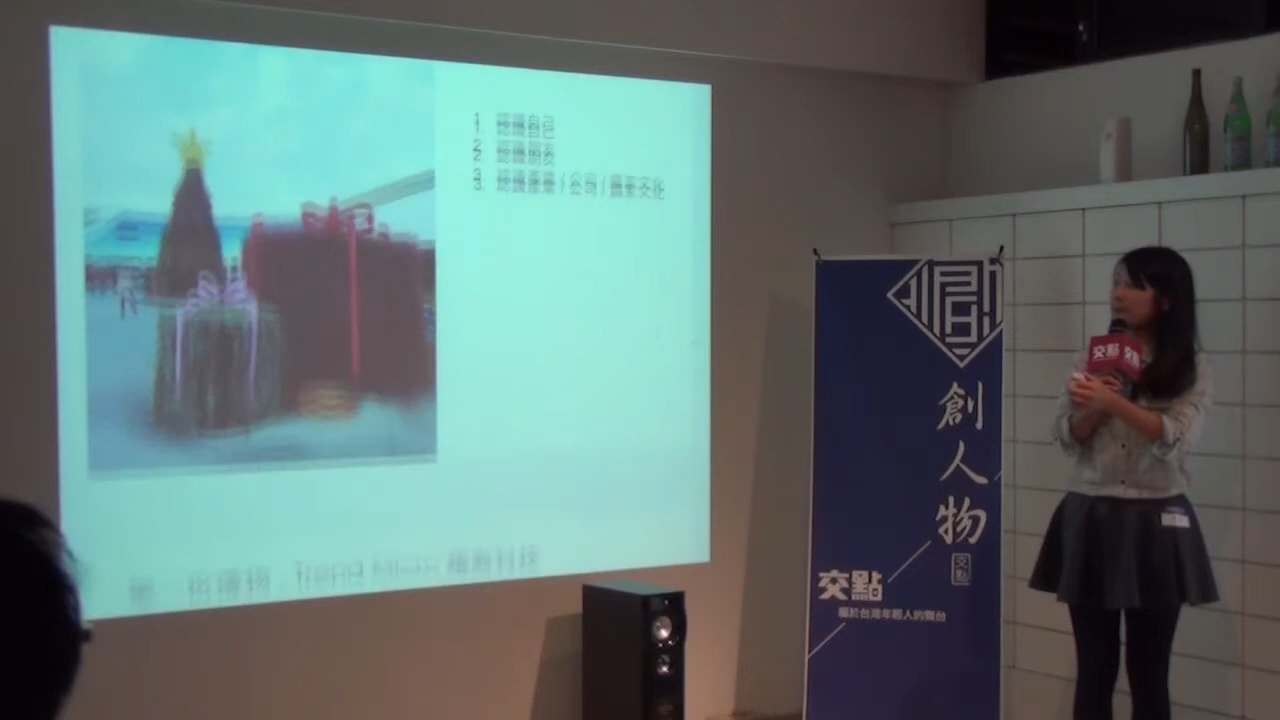 1. 認識自己
2. 認識朋友
3. 認識產業 / 公司 / 國家文化
創人物
交點
交點
屬於台灣年輕人的舞台
交點